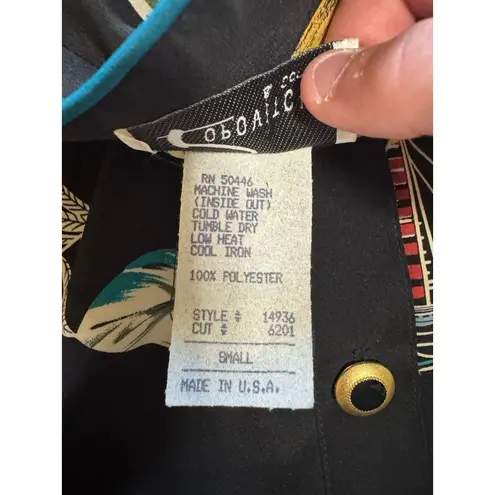 RN 50446
MACHINE WASH
(INSIDE OUT)
COLD WATER
TUMBLE DRY
LOW HEAT
COOL IRON
100% POLYESTER
STYLE # 14936
CUT # 6201
SMALL
MADE IN U.S.A.